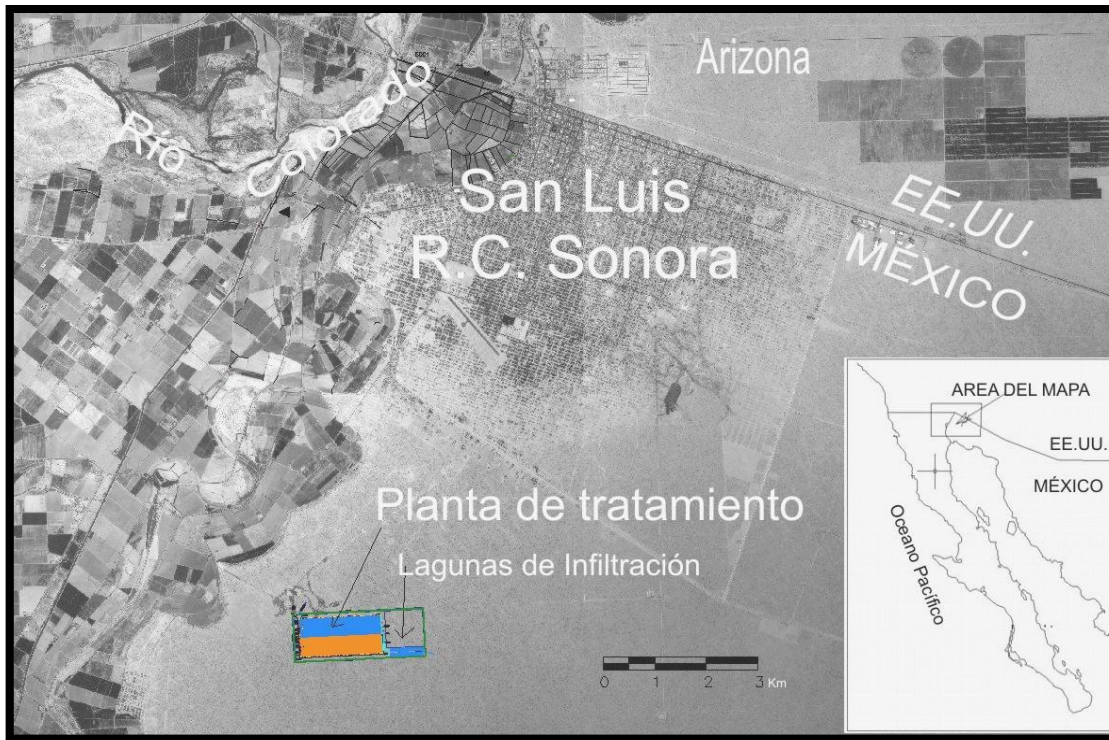 Arizona
Río
Colorado
San Luis
R.C. Sonora
EE.UU.
MÉXICO
Planta de tratamiento
Lagunas de Infiltración
0 1 2 3 Km
AREA DEL MAPA
EE.UU.
MÉXICO
Oceano Pacífico